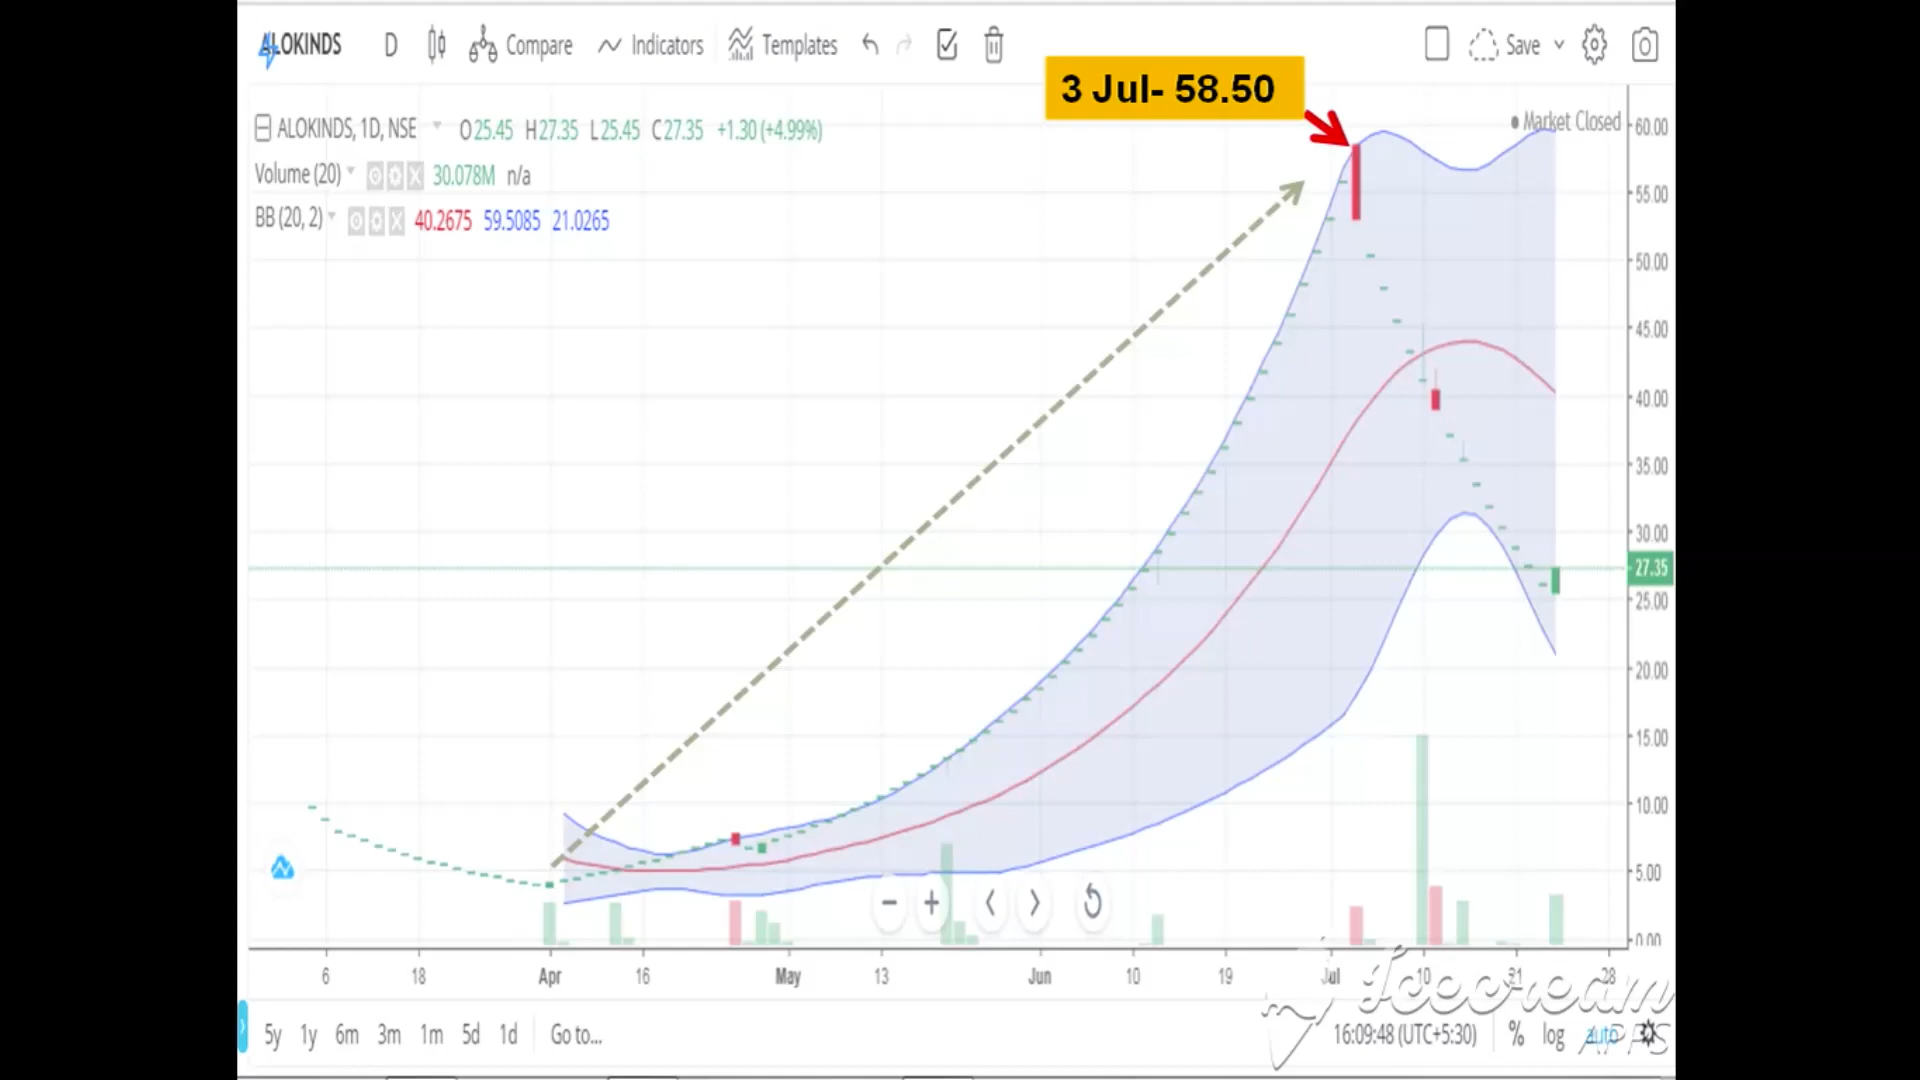 ALOKINDS D Compare Indicators Templates Save
3 Jul- 58.50
ALOKINDS, 1D, NSE O25.45 H27.35 L25.45 C27.35 +1.30 (+4.99%)
Market Closed
Volume (20) 30.078M n/a
BB (20, 2) 40.2675 59.5085 21.0265
60.00
55.00
50.00
45.00
40.00
35.00
30.00
27.35
25.00
20.00
15.00
10.00
5.00
0.00
6 18 Apr 16 May 13 Jun 10 19 Jul 10 21 28
Icecream
APPS
5y 1y 6m 3m 1m 5d 1d Go to... 16:09:48 (UTC+5:30) % log auto